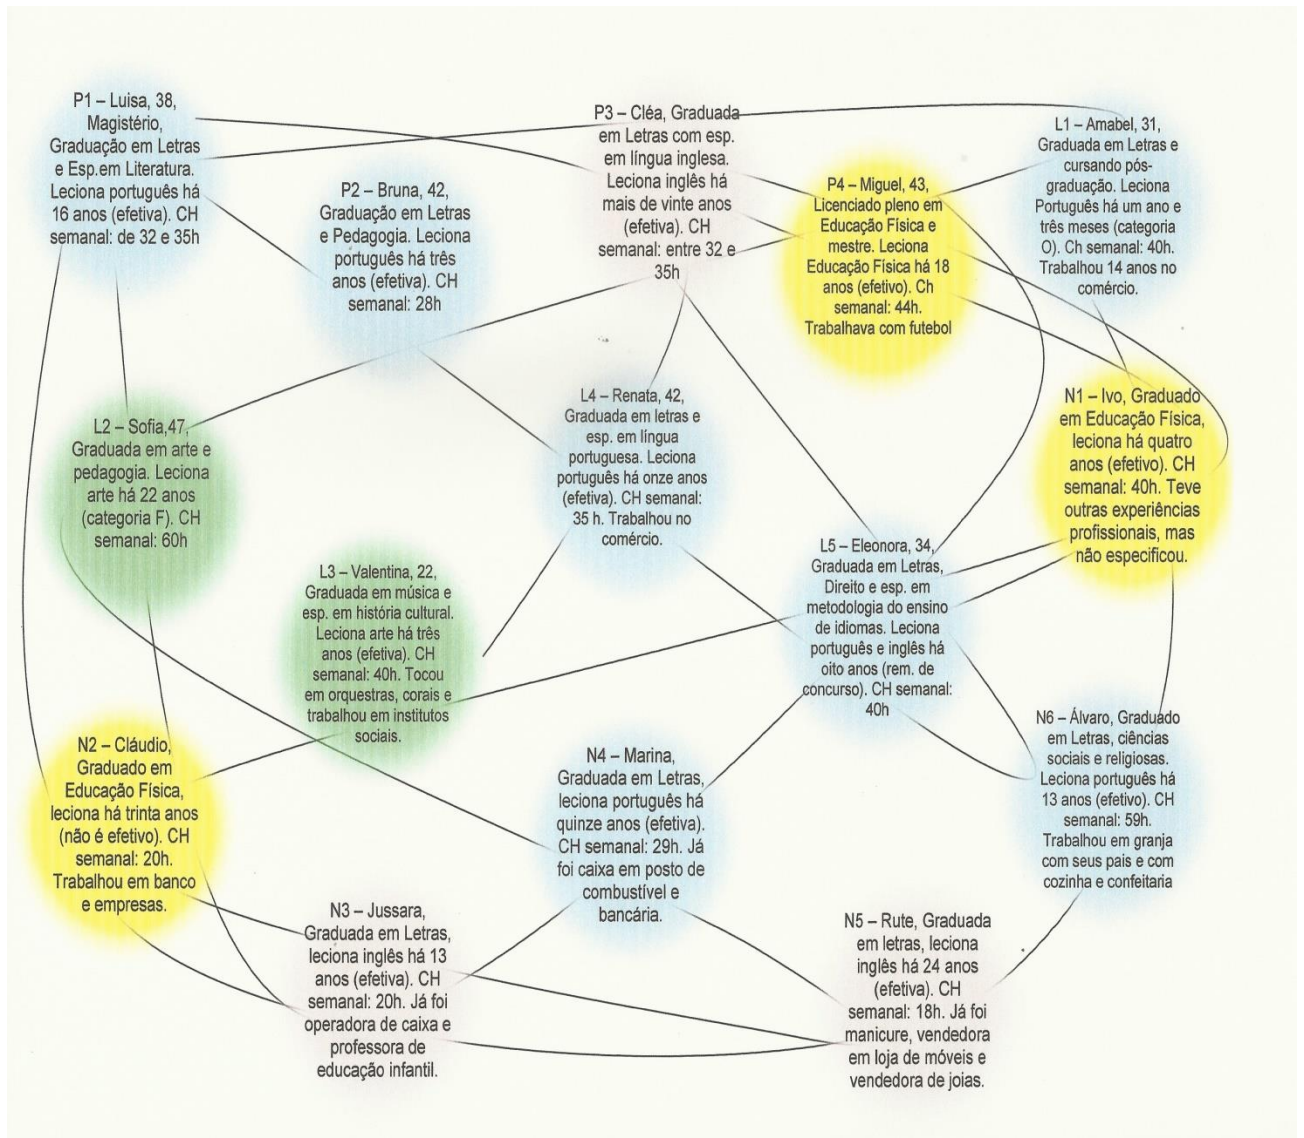 P1 – Luisa, 38,
Magistério,
Graduação em Letras
e Esp.em Literatura.
Leciona português há
16 anos (efetiva). CH
semanal: de 32 e 35h
P2 – Bruna, 42,
Graduação em Letras
e Pedagogia. Leciona
português há três
anos (efetiva). CH
semanal: 28h
P3 – Cléa, Graduada
em Letras com esp.
em língua inglesa.
Leciona inglês há
mais de vinte anos
(efetiva). CH
semanal: entre 32 e
35h
P4 – Miguel, 43,
Licenciado pleno em
Educação Física e
mestre. Leciona
Educação Física há 18
anos (efetivo). Ch
semanal: 44h.
Trabalhava com futebol
L1 – Amabel, 31,
Graduada em Letras e
cursando pós-
graduação. Leciona
Português há um ano e
três meses (categoria
O). Ch semanal: 40h.
Trabalhou 14 anos no
comércio.
L2 – Sofia,47,
Graduada em arte e
pedagogia. Leciona
arte há 22 anos
(categoria F). CH
semanal: 60h
L4 – Renata, 42,
Graduada em letras e
esp. em língua
portuguesa. Leciona
português há onze anos
(efetiva). CH semanal:
35 h. Trabalhou no
comércio.
N1 – Ivo, Graduado
em Educação Física,
leciona há quatro
anos (efetivo). CH
semanal: 40h. Teve
outras experiências
profissionais, mas
não especificou.
L3 – Valentina, 22,
Graduada em música e
esp. em história cultural.
Leciona arte há três
anos (efetiva). CH
semanal: 40h. Tocou
em orquestras, corais e
trabalhou em institutos
sociais.
L5 – Eleonora, 34,
Graduada em Letras,
Direito e esp. em
metodologia do ensino
de idiomas. Leciona
português e inglês há
oito anos (rem. de
concurso). CH semanal:
40h
N2 – Cláudio,
Graduado em
Educação Física,
leciona há trinta anos
(não é efetivo). CH
semanal: 20h.
Trabalhou em banco
e empresas.
N4 – Marina,
Graduada em Letras,
leciona português há
quinze anos (efetiva).
CH semanal: 29h. Já
foi caixa em posto de
combustível e
bancária.
N6 – Álvaro, Graduado
em Letras, ciências
sociais e religiosas.
Leciona português há
13 anos (efetivo). CH
semanal: 59h.
Trabalhou em granja
com seus pais e com
cozinha e confeitaria
N3 – Jussara,
Graduada em Letras,
leciona inglês há 13
anos (efetiva). CH
semanal: 20h. Já foi
operadora de caixa e
professora de
educação infantil.
N5 – Rute, Graduada
em letras, leciona
inglês há 24 anos
(efetiva). CH
semanal: 18h. Já foi
manicure, vendedora
em loja de móveis e
vendedora de joias.